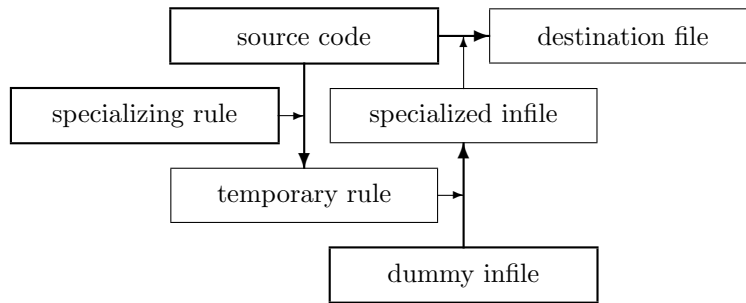 source code
destination file
specializing rule
specialized infile
temporary rule
dummy infile